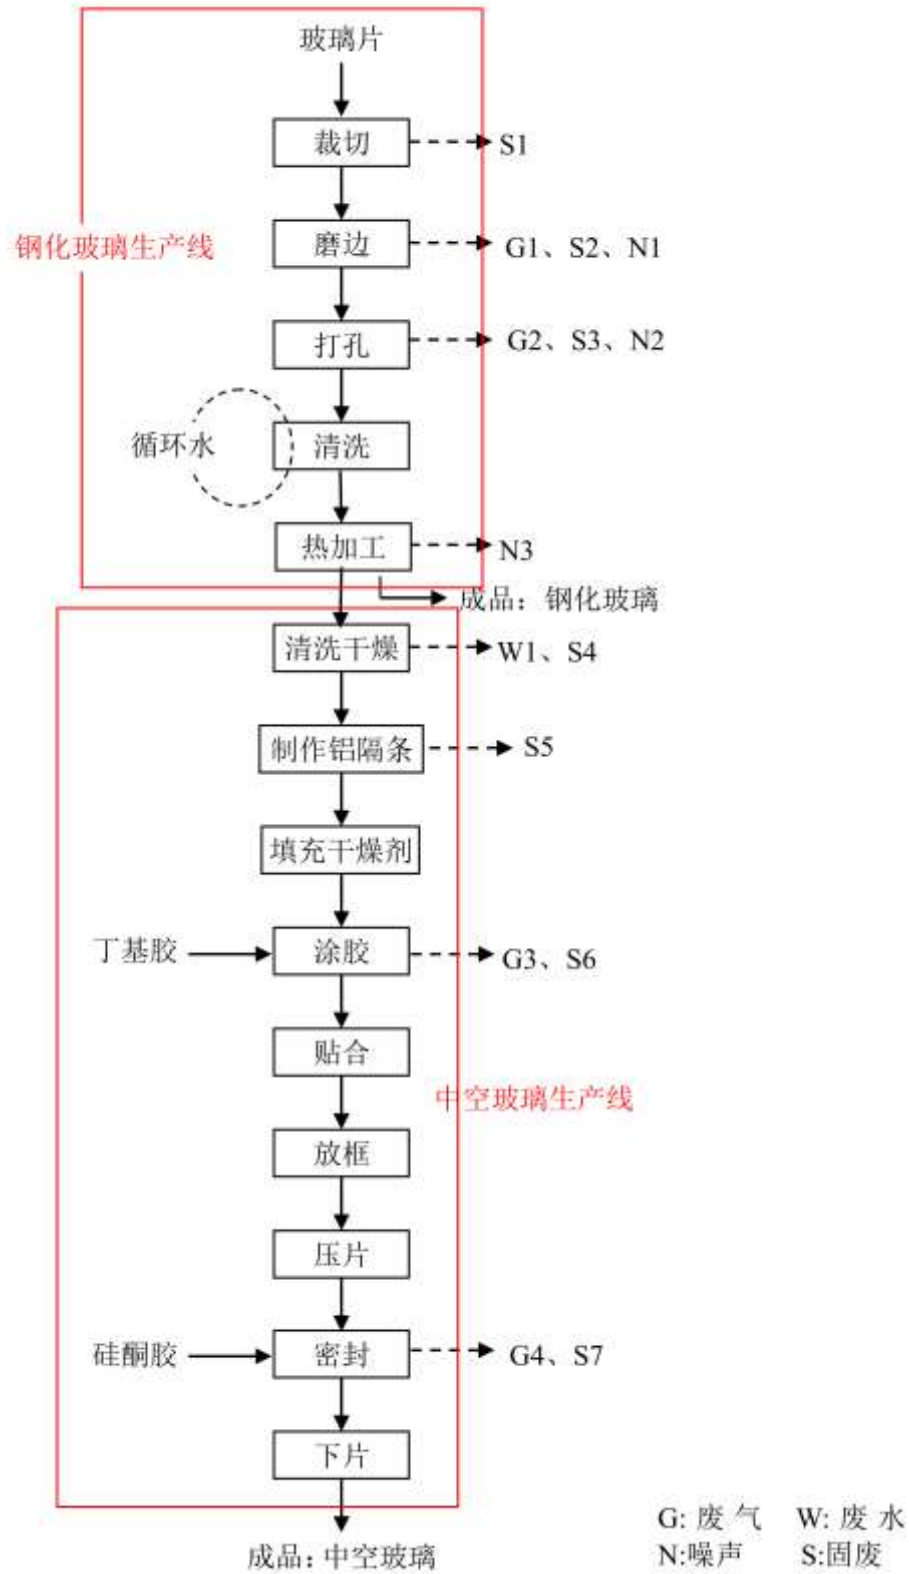 玻璃片
裁切
S1
钢化玻璃生产线
磨边
G1、S2、N1
打孔
G2、S3、N2
循环水
清洗
热加工
N3
成品：钢化玻璃
清洗干燥
W1、S4
制作铝隔条
S5
填充干燥剂
丁基胶
涂胶
G3、S6
贴合
中空玻璃生产线
放框
压片
硅酮胶
密封
G4、S7
下片
成品：中空玻璃
G: 废 气 W: 废 水
N:噪声 S:固废